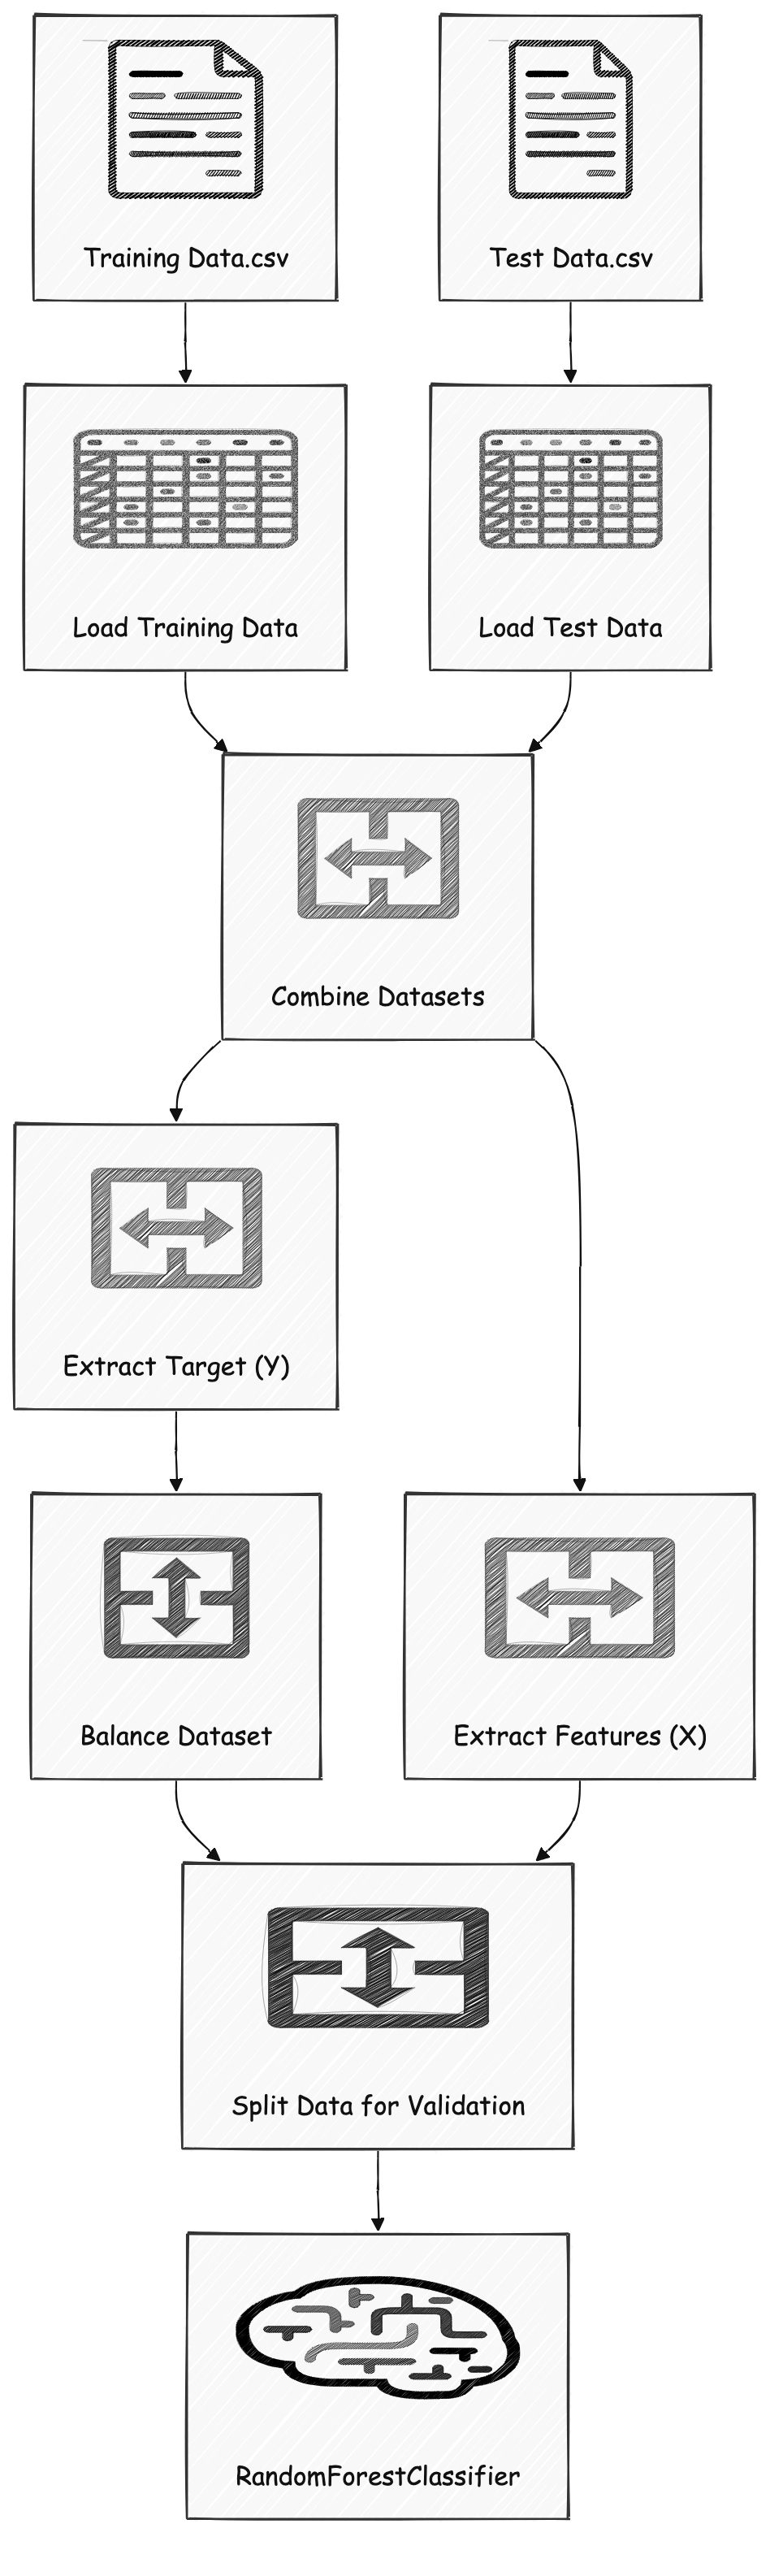 Training Data.csv
Test Data.csv
Load Training Data
Load Test Data
Combine Datasets
Extract Target (Y)
Balance Dataset
Extract Features (X)
Split Data for Validation
RandomForestClassifier